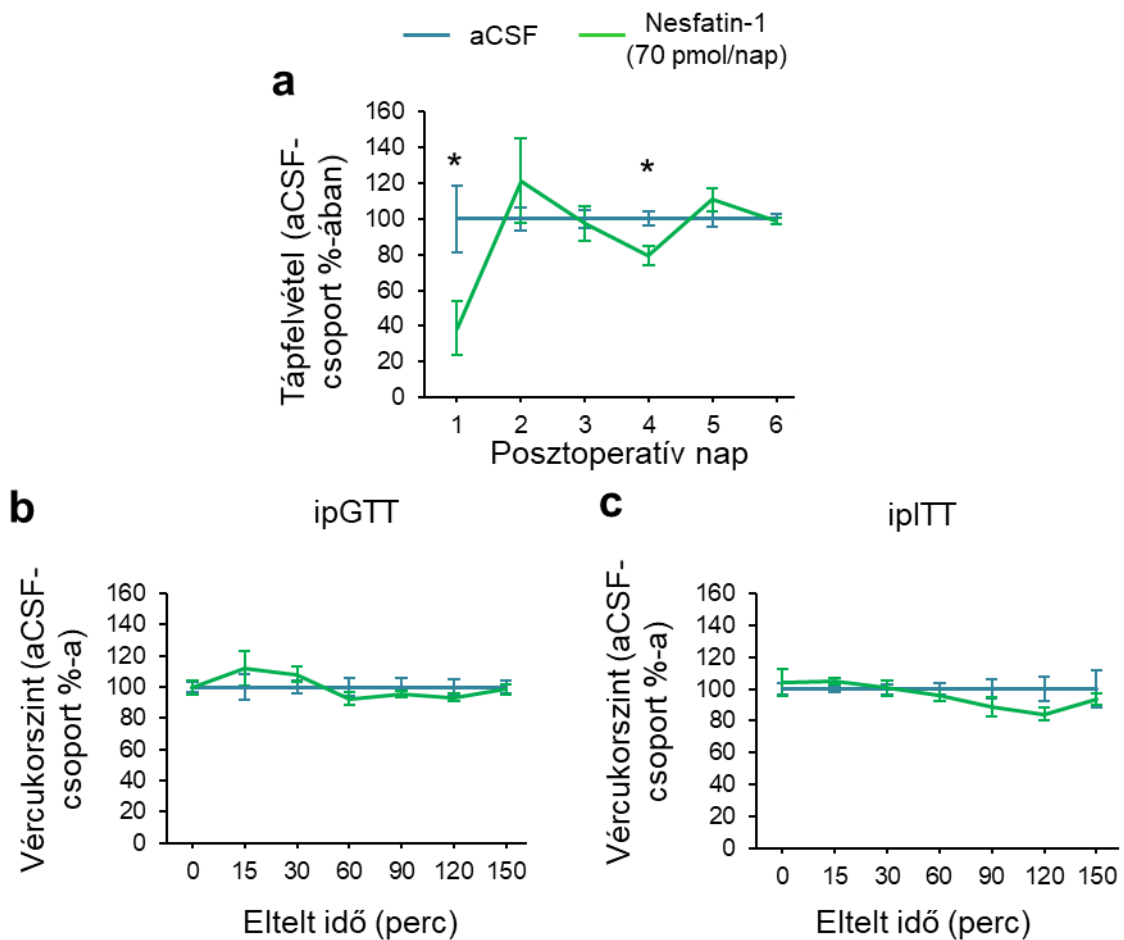 aCSF
Nesfatin-1
(70 pmol/nap)
a
Tápfelvétel (aCSF-
csoport %-ában)
160
140
120
100
80
60
40
20
0
*
*
1 2 3 4 5 6
Posztoperatív nap
b
ipGTT
Vércukorszint (aCSF-
csoport %-a)
160
140
120
100
80
60
40
20
0
0 15 30 60 90 120 150
Eltelt idő (perc)
c
ipITT
Vércukorszint (aCSF-
csoport %-a)
160
140
120
100
80
60
40
20
0
0 15 30 60 90 120 150
Eltelt idő (perc)